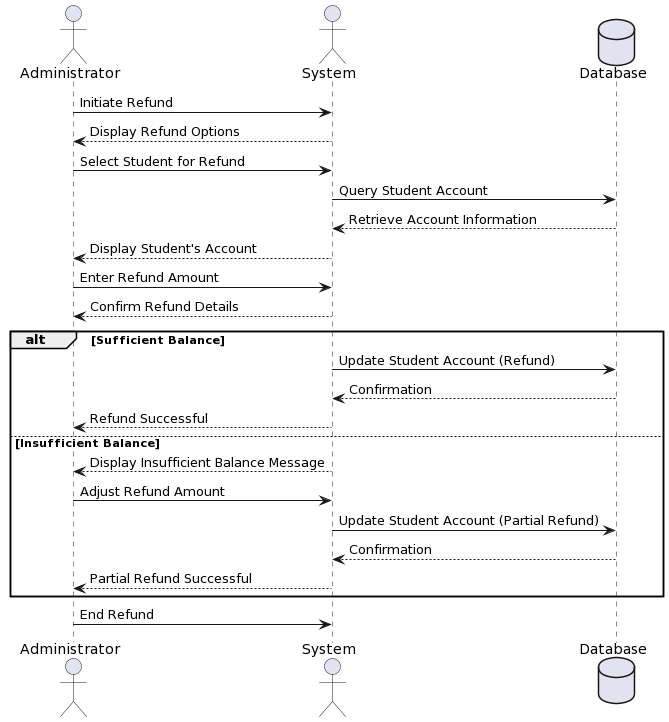 Administrator System Database
Initiate Refund
Display Refund Options
Select Student for Refund
Query Student Account
Retrieve Account Information
Display Student's Account
Enter Refund Amount
Confirm Refund Details
alt [Sufficient Balance]
Update Student Account (Refund)
Confirmation
Refund Successful
[Insufficient Balance]
Display Insufficient Balance Message
Adjust Refund Amount
Update Student Account (Partial Refund)
Confirmation
Partial Refund Successful
End Refund
Administrator System Database